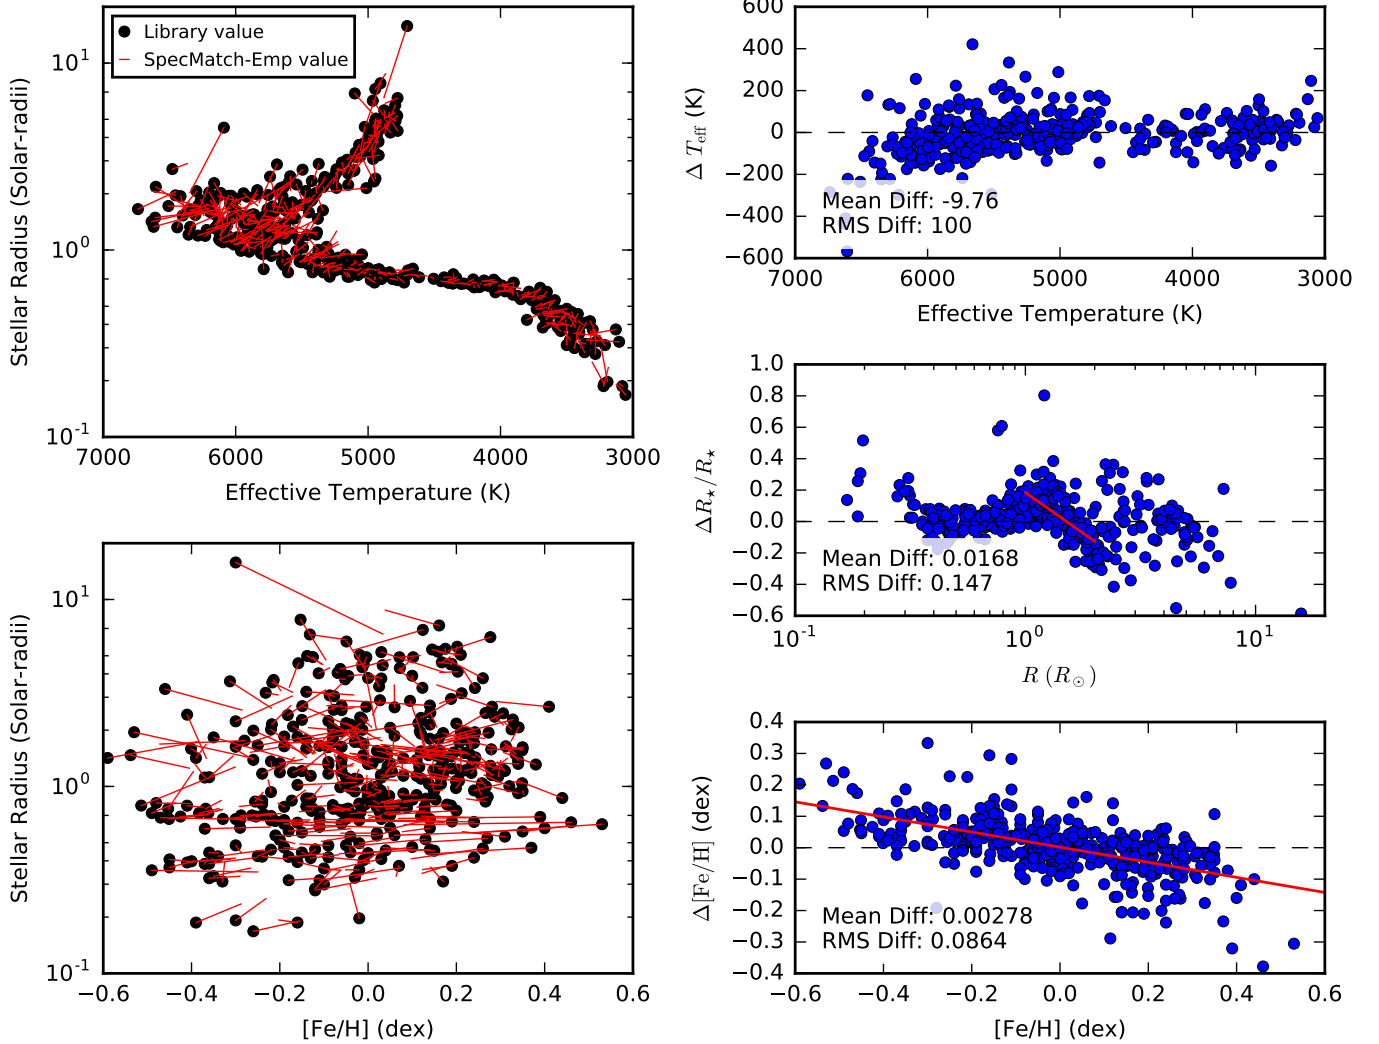 Library value
SpecMatch-Emp value
10^1
10^0
10^-1
Stellar Radius (Solar-radii)
7000 6000 5000 4000 3000
Effective Temperature (K)
600
400
200
0
−200
−400
−600
Δ T_eff (K)
Mean Diff: -9.76
RMS Diff: 100
7000 6000 5000 4000 3000
Effective Temperature (K)
1.0
0.8
0.6
0.4
0.2
0.0
−0.2
−0.4
−0.6
ΔR⋆/R⋆
Mean Diff: 0.0168
RMS Diff: 0.147
10^-1 10^0 10^1
R (R⊙)
10^1
10^0
10^-1
Stellar Radius (Solar-radii)
−0.6 −0.4 −0.2 0.0 0.2 0.4 0.6
[Fe/H] (dex)
0.4
0.3
0.2
0.1
0.0
−0.1
−0.2
−0.3
−0.4
Δ[Fe/H] (dex)
Mean Diff: 0.00278
RMS Diff: 0.0864
−0.6 −0.4 −0.2 0.0 0.2 0.4 0.6
[Fe/H] (dex)